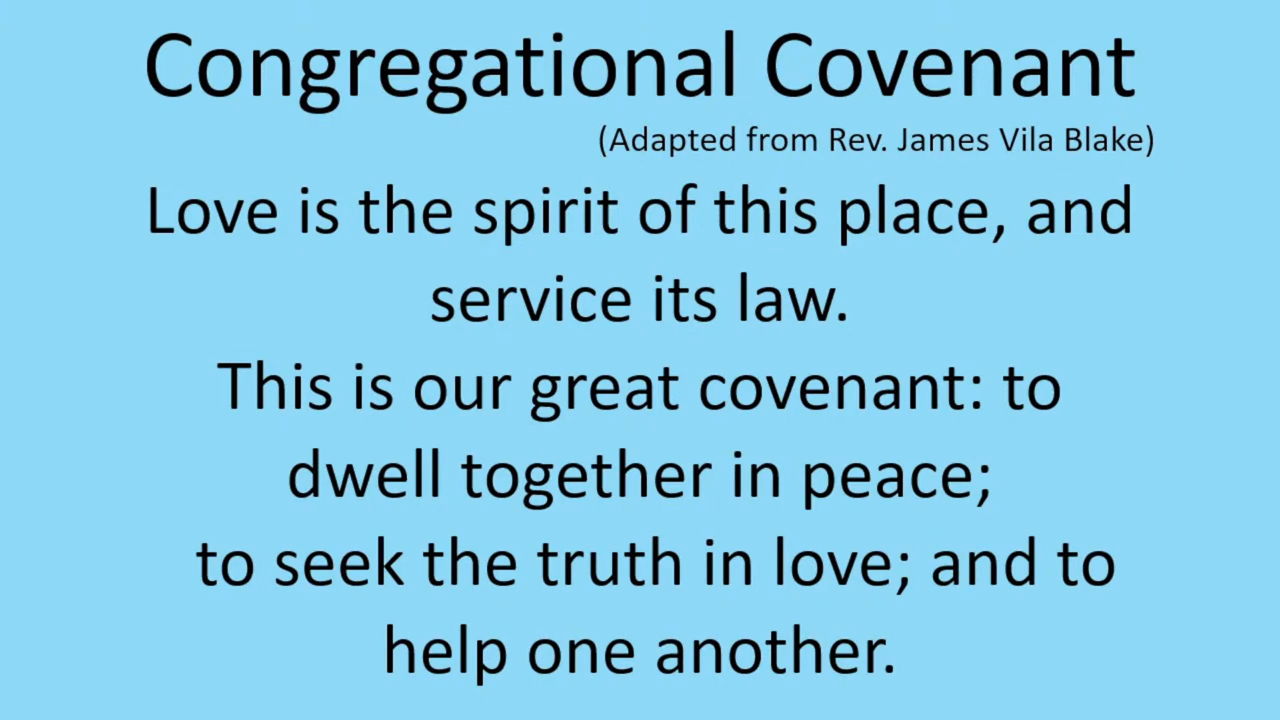 Congregational Covenant
(Adapted from Rev. James Vila Blake)
Love is the spirit of this place, and
service its law.
This is our great covenant: to
dwell together in peace;
to seek the truth in love; and to
help one another.